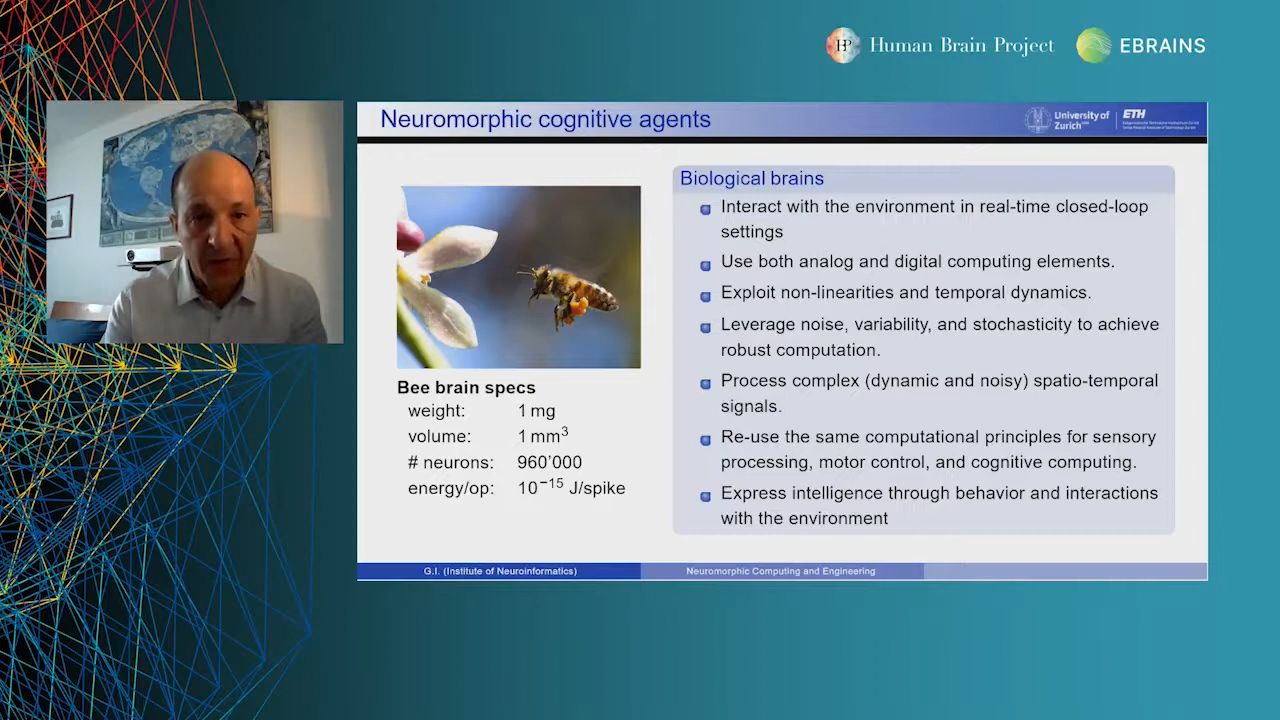 Human Brain Project
EBRAINS
Neuromorphic cognitive agents
University of
Zurich
ETH
Biological brains
Interact with the environment in real-time closed-loop
settings
Use both analog and digital computing elements.
Exploit non-linearities and temporal dynamics.
Leverage noise, variability, and stochasticity to achieve
robust computation.
Process complex (dynamic and noisy) spatio-temporal
signals.
Re-use the same computational principles for sensory
processing, motor control, and cognitive computing.
Express intelligence through behavior and interactions
with the environment
Bee brain specs
weight: 1 mg
volume: 1 mm³
# neurons: 960'000
energy/op: 10⁻¹⁵ J/spike
G.I. (Institute of Neuroinformatics)
Neuromorphic Computing and Engineering